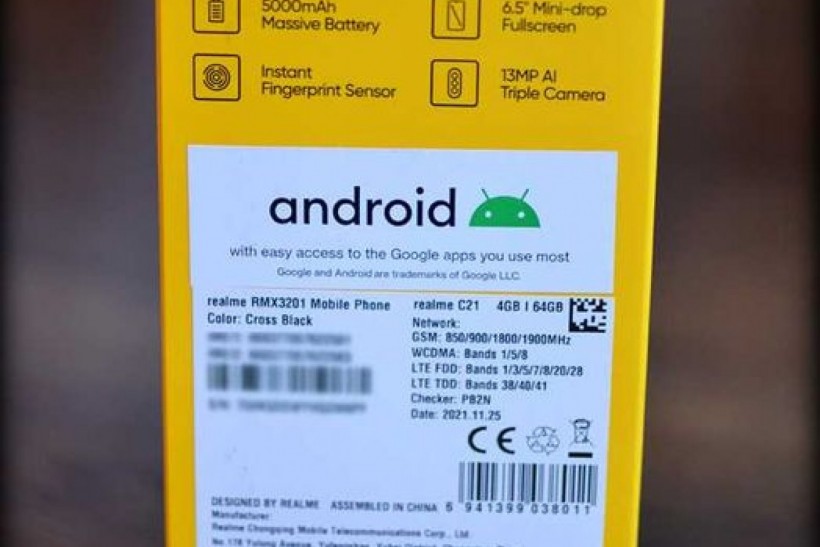 5000mAh
Massive Battery
6.5" Mini-drop
Fullscreen
Instant
Fingerprint Sensor
13MP AI
Triple Camera
android
with easy access to the Google apps you use most
Google and Android are trademarks of Google LLC.
realme RMX3201 Mobile Phone
Color: Cross Black
realme C21 4GB | 64GB
Network:
GSM: 850/900/1800/1900MHz
WCDMA: Bands 1/5/8
LTE FDD: Bands 1/3/5/7/8/20/28
LTE TDD: Bands 38/40/41
Checker: PB2N
Date: 2021.11.25
CE
6 941399 038011
DESIGNED BY REALME ASSEMBLED IN CHINA
Manufacturer:
Realme Chongqing Mobile Telecommunications Corp., Ltd.
No.178 Yulong Avenue,